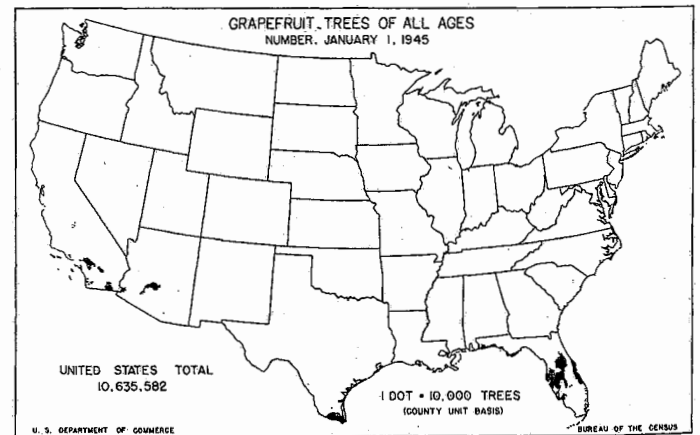 GRAPEFRUIT TREES OF ALL AGES
NUMBER, JANUARY 1, 1945
UNITED STATES TOTAL
10,635,582
1 DOT = 10,000 TREES
(COUNTY UNIT BASIS)
U. S. DEPARTMENT OF COMMERCE
BUREAU OF THE CENSUS